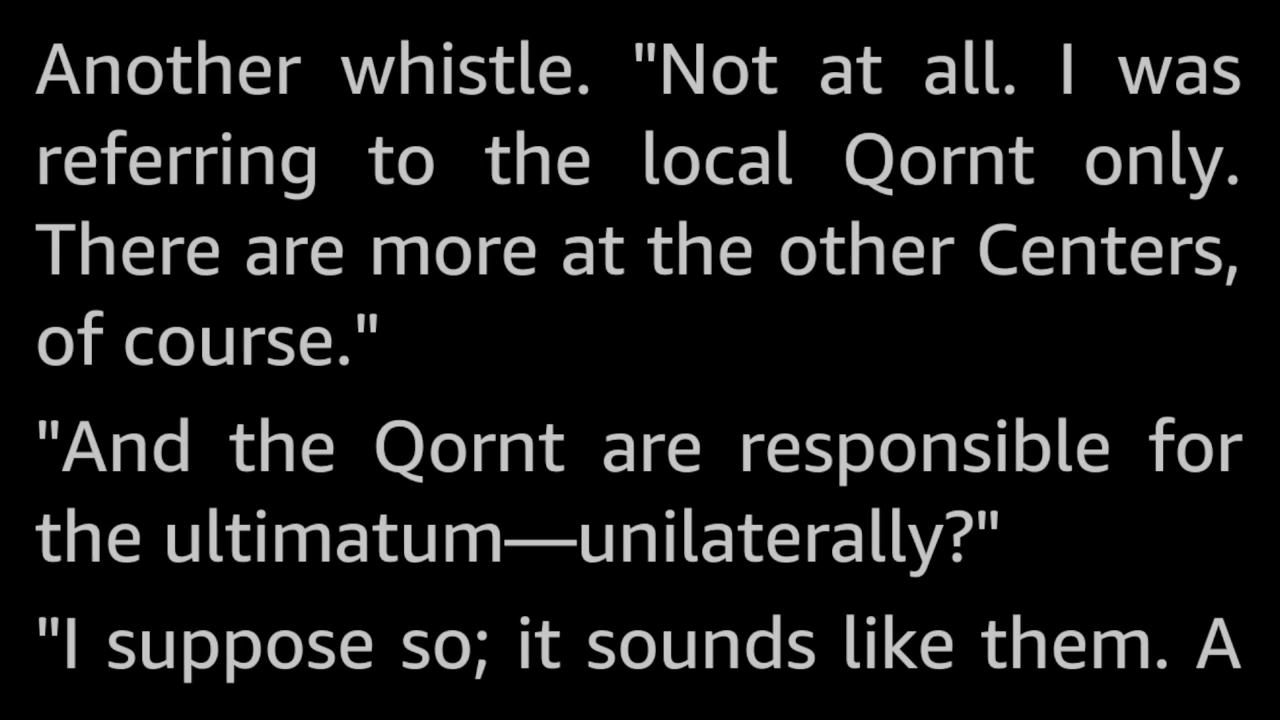 Another whistle. "Not at all. I was
referring to the local Qornt only.
There are more at the other Centers,
of course."
"And the Qornt are responsible for
the ultimatum—unilaterally?"
"I suppose so; it sounds like them. A